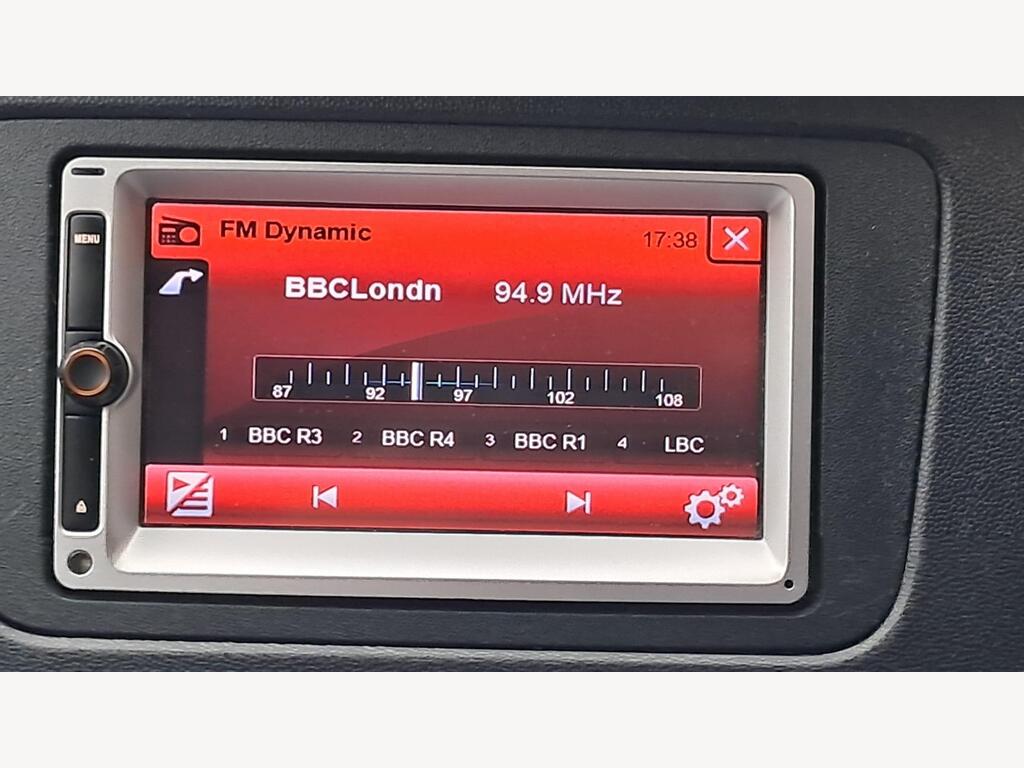 MENU
FM Dynamic 17:38
BBCLondn 94.9 MHz
87 92 97 102 108
1 BBC R3 2 BBC R4 3 BBC R1 4 LBC